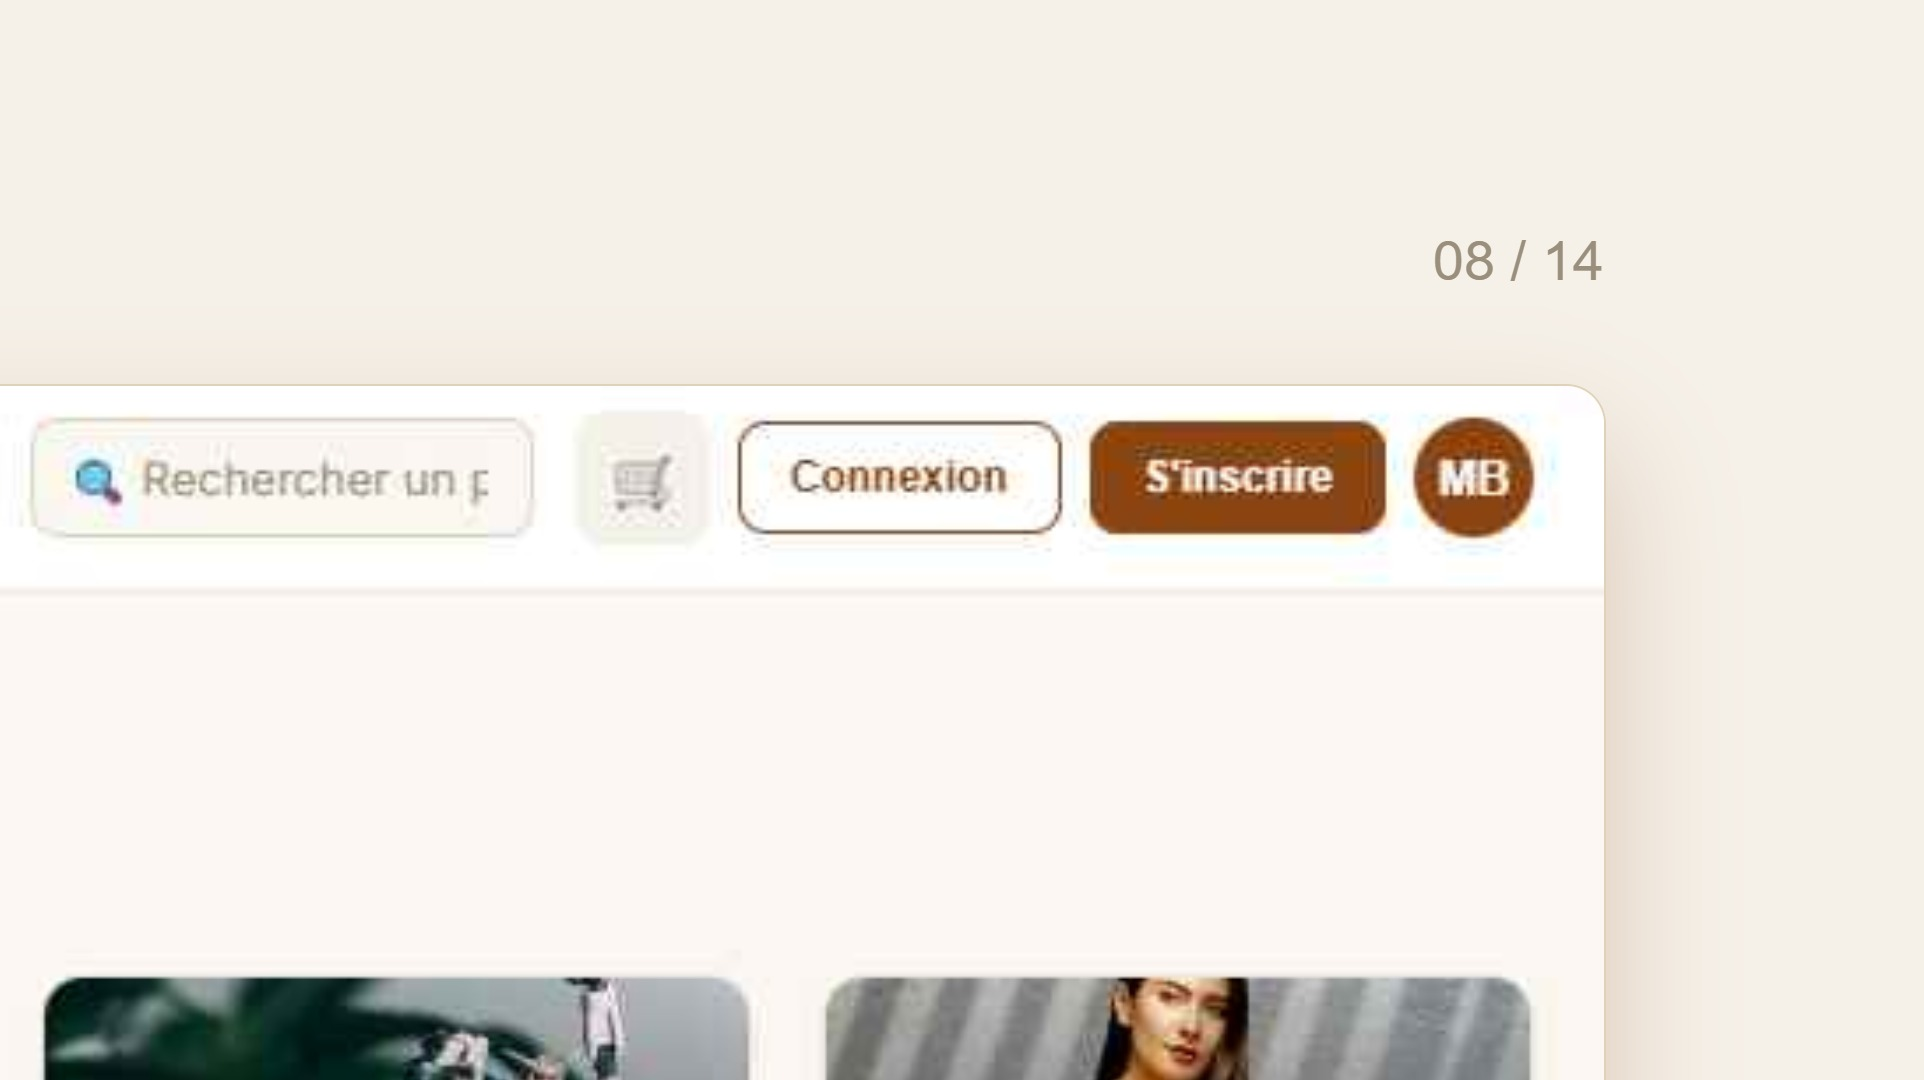 08 / 14
Rechercher un p
Connexion
S'inscrire
MB